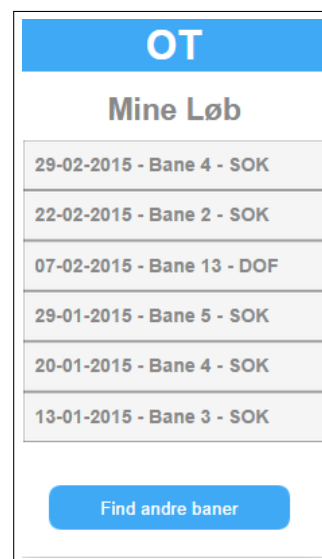 OT
Mine Løb
29-02-2015 - Bane 4 - SOK
22-02-2015 - Bane 2 - SOK
07-02-2015 - Bane 13 - DOF
29-01-2015 - Bane 5 - SOK
20-01-2015 - Bane 4 - SOK
13-01-2015 - Bane 3 - SOK
Find andre baner